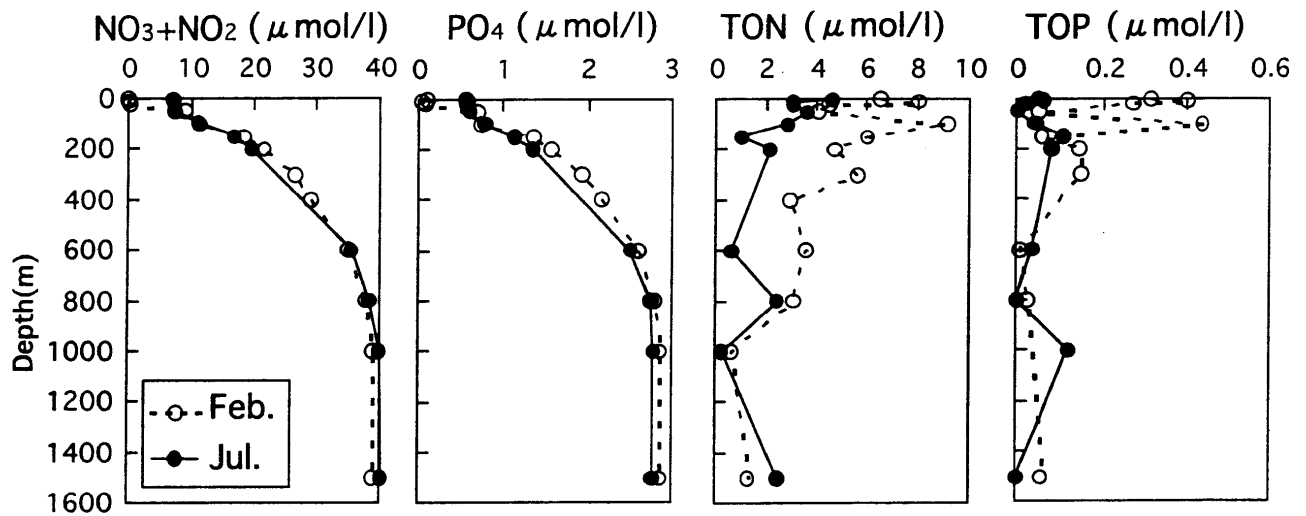 NO3+NO2 (μmol/l) PO4 (μmol/l) TON (μmol/l) TOP (μmol/l)
0 10 20 30 40 0 1 2 3 0 2 4 6 8 10 0 0.2 0.4 0.6
0
200
400
600
800
1000
1200
1400
1600
Depth(m)
Feb.
Jul.